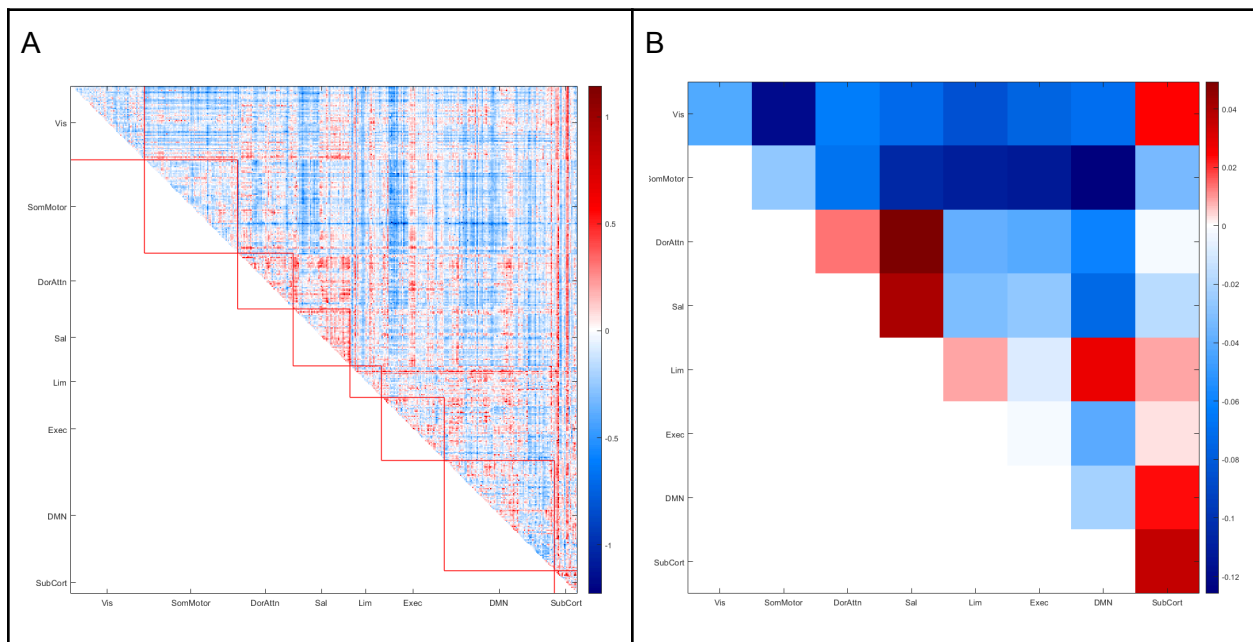 A
Vis
SomMotor
DorAttn
Sal
Lim
Exec
DMN
SubCort
Vis
SomMotor
DorAttn
Sal
Lim
Exec
DMN
SubCort
1
0.5
0
-0.5
-1
B
Vis
SomMotor
DorAttn
Sal
Lim
Exec
DMN
SubCort
Vis
SomMotor
DorAttn
Sal
Lim
Exec
DMN
SubCort
0.04
0.02
0
-0.02
-0.04
-0.06
-0.08
-0.1
-0.12